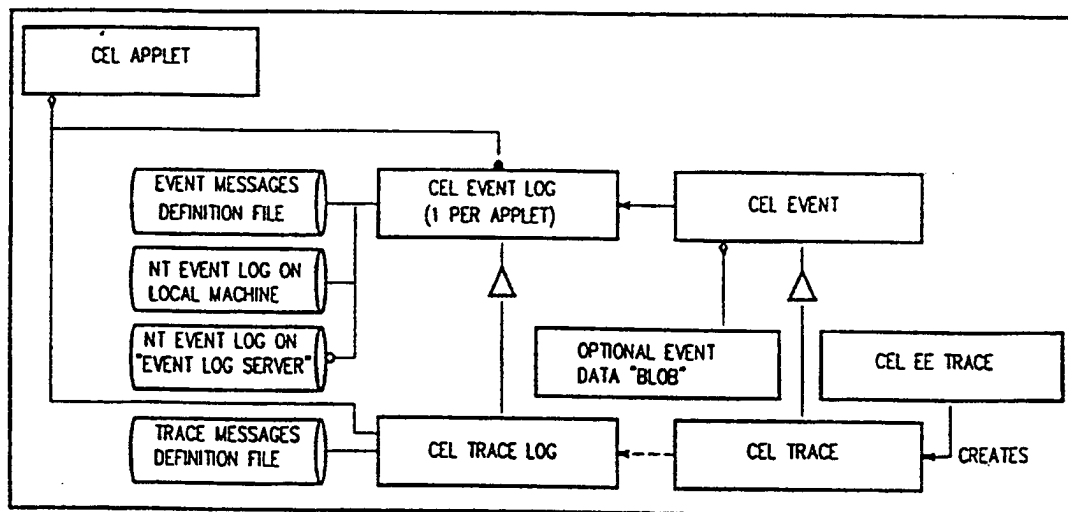 CEL APPLET
EVENT MESSAGES
DEFINITION FILE
CEL EVENT LOG
(1 PER APPLET)
CEL EVENT
NT EVENT LOG ON
LOCAL MACHINE
NT EVENT LOG ON
"EVENT LOG SERVER"
OPTIONAL EVENT
DATA "BLOB"
CEL EE TRACE
TRACE MESSAGES
DEFINITION FILE
CEL TRACE LOG
CEL TRACE
CREATES